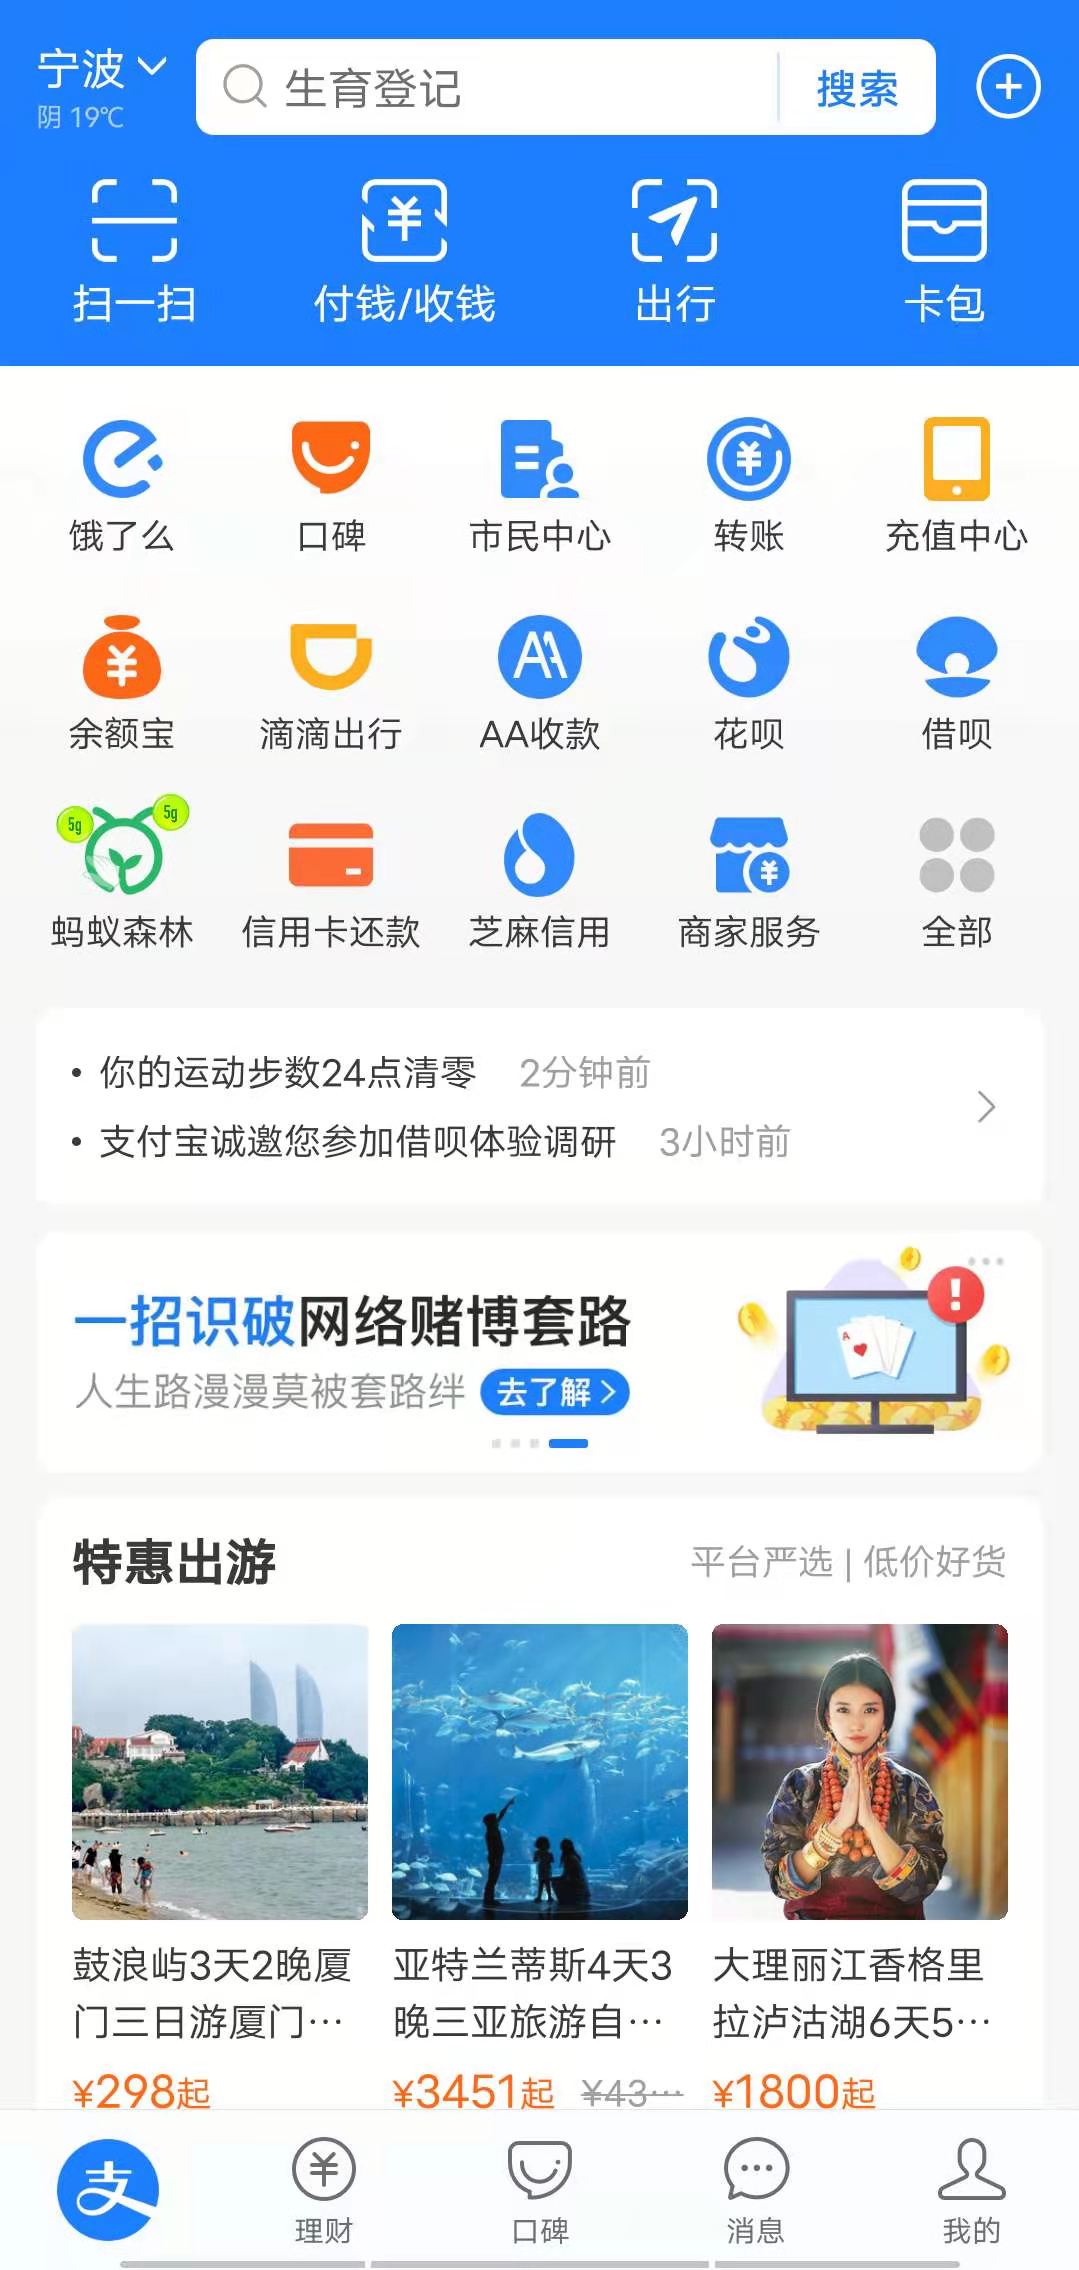 宁波
阴 19℃
生育登记
搜索
扫一扫
付钱/收钱
出行
卡包
饿了么
口碑
市民中心
转账
充值中心
余额宝
滴滴出行
AA收款
花呗
借呗
5g
5g
蚂蚁森林
信用卡还款
芝麻信用
商家服务
全部
• 你的运动步数24点清零 2分钟前
• 支付宝诚邀您参加借呗体验调研 3小时前
一招识破网络赌博套路
人生路漫漫莫被套路绊 去了解 >
特惠出游
平台严选 | 低价好货
鼓浪屿3天2晚厦
门三日游厦门…
¥298起
亚特兰蒂斯4天3
晚三亚旅游自…
¥3451起 ¥43…
大理丽江香格里
拉泸沽湖6天5…
¥1800起
支
理财
口碑
消息
我的